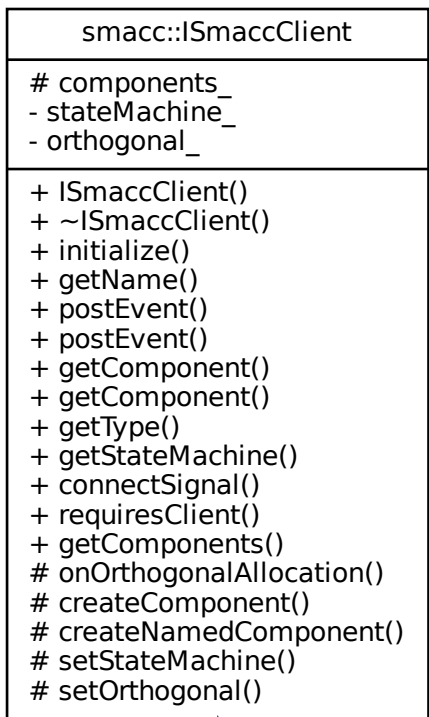 smacc::ISmaccClient
# components_
- stateMachine_
- orthogonal_
+ ISmaccClient()
+ ~ISmaccClient()
+ initialize()
+ getName()
+ postEvent()
+ postEvent()
+ getComponent()
+ getComponent()
+ getType()
+ getStateMachine()
+ connectSignal()
+ requiresClient()
+ getComponents()
# onOrthogonalAllocation()
# createComponent()
# createNamedComponent()
# setStateMachine()
# setOrthogonal()